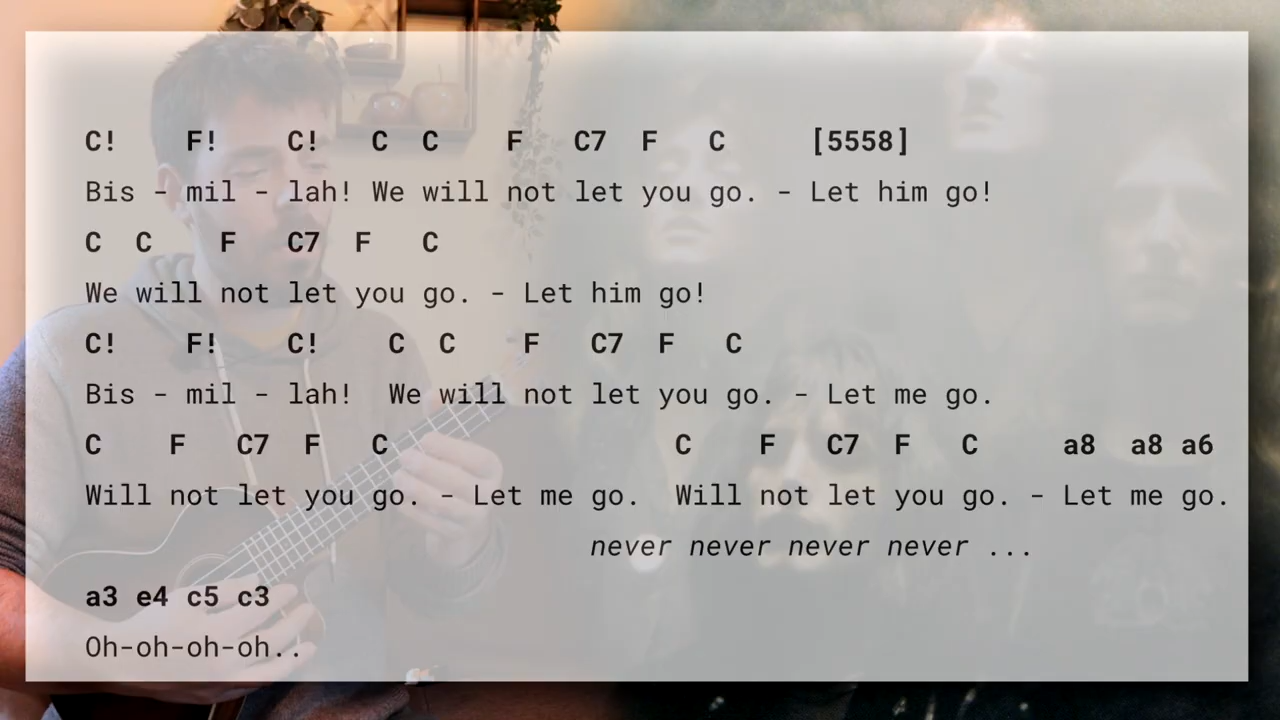 C! F! C! C C F C7 F C [5558]
Bis - mil - lah! We will not let you go. - Let him go!
C C F C7 F C
We will not let you go. - Let him go!
C! F! C! C C F C7 F C
Bis - mil - lah! We will not let you go. - Let me go.
C F C7 F C C F C7 F C a8 a8 a6
Will not let you go. - Let me go. Will not let you go. - Let me go.
never never never never ...
a3 e4 c5 c3
Oh-oh-oh-oh..